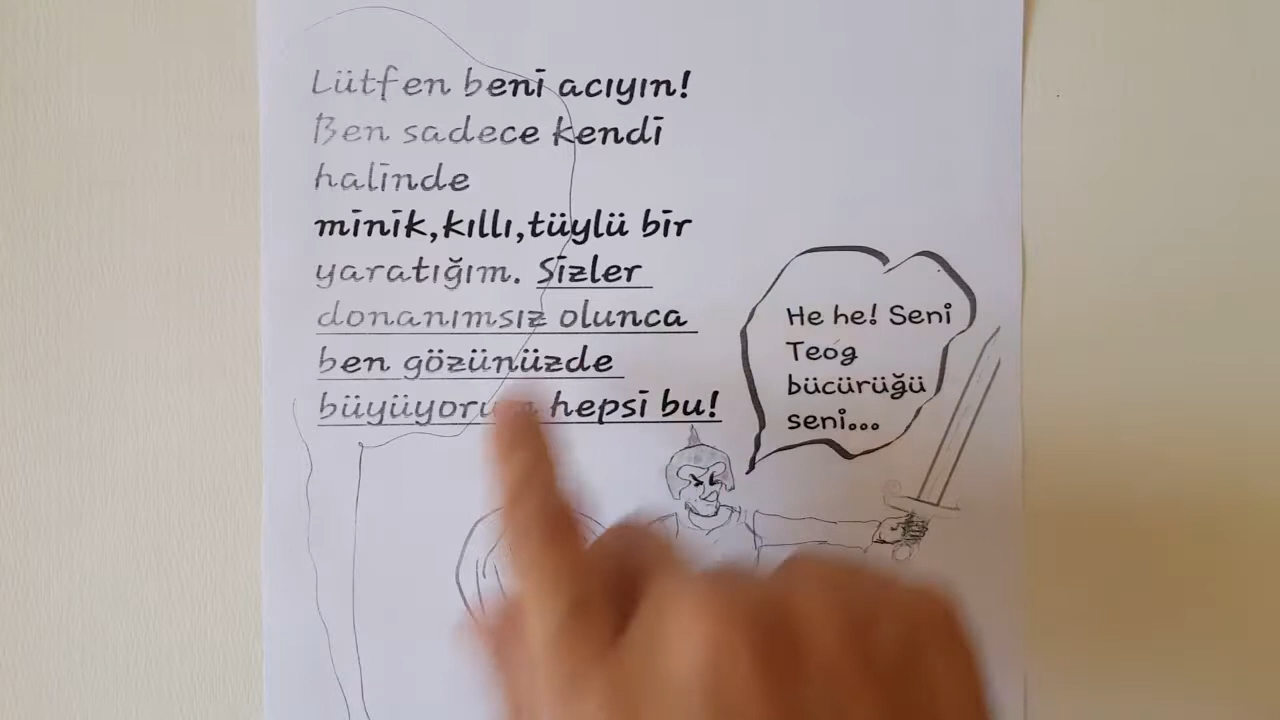 Lütfen beni acıyın!
Ben sadece kendi
halinde
minik,kıllı,tüylü bir
yaratığım. Sizler
donanımsız olunca
ben gözünüzde
büyüyorum hepsi bu!
He he! Seni
Teog
bücürüğü
seni...